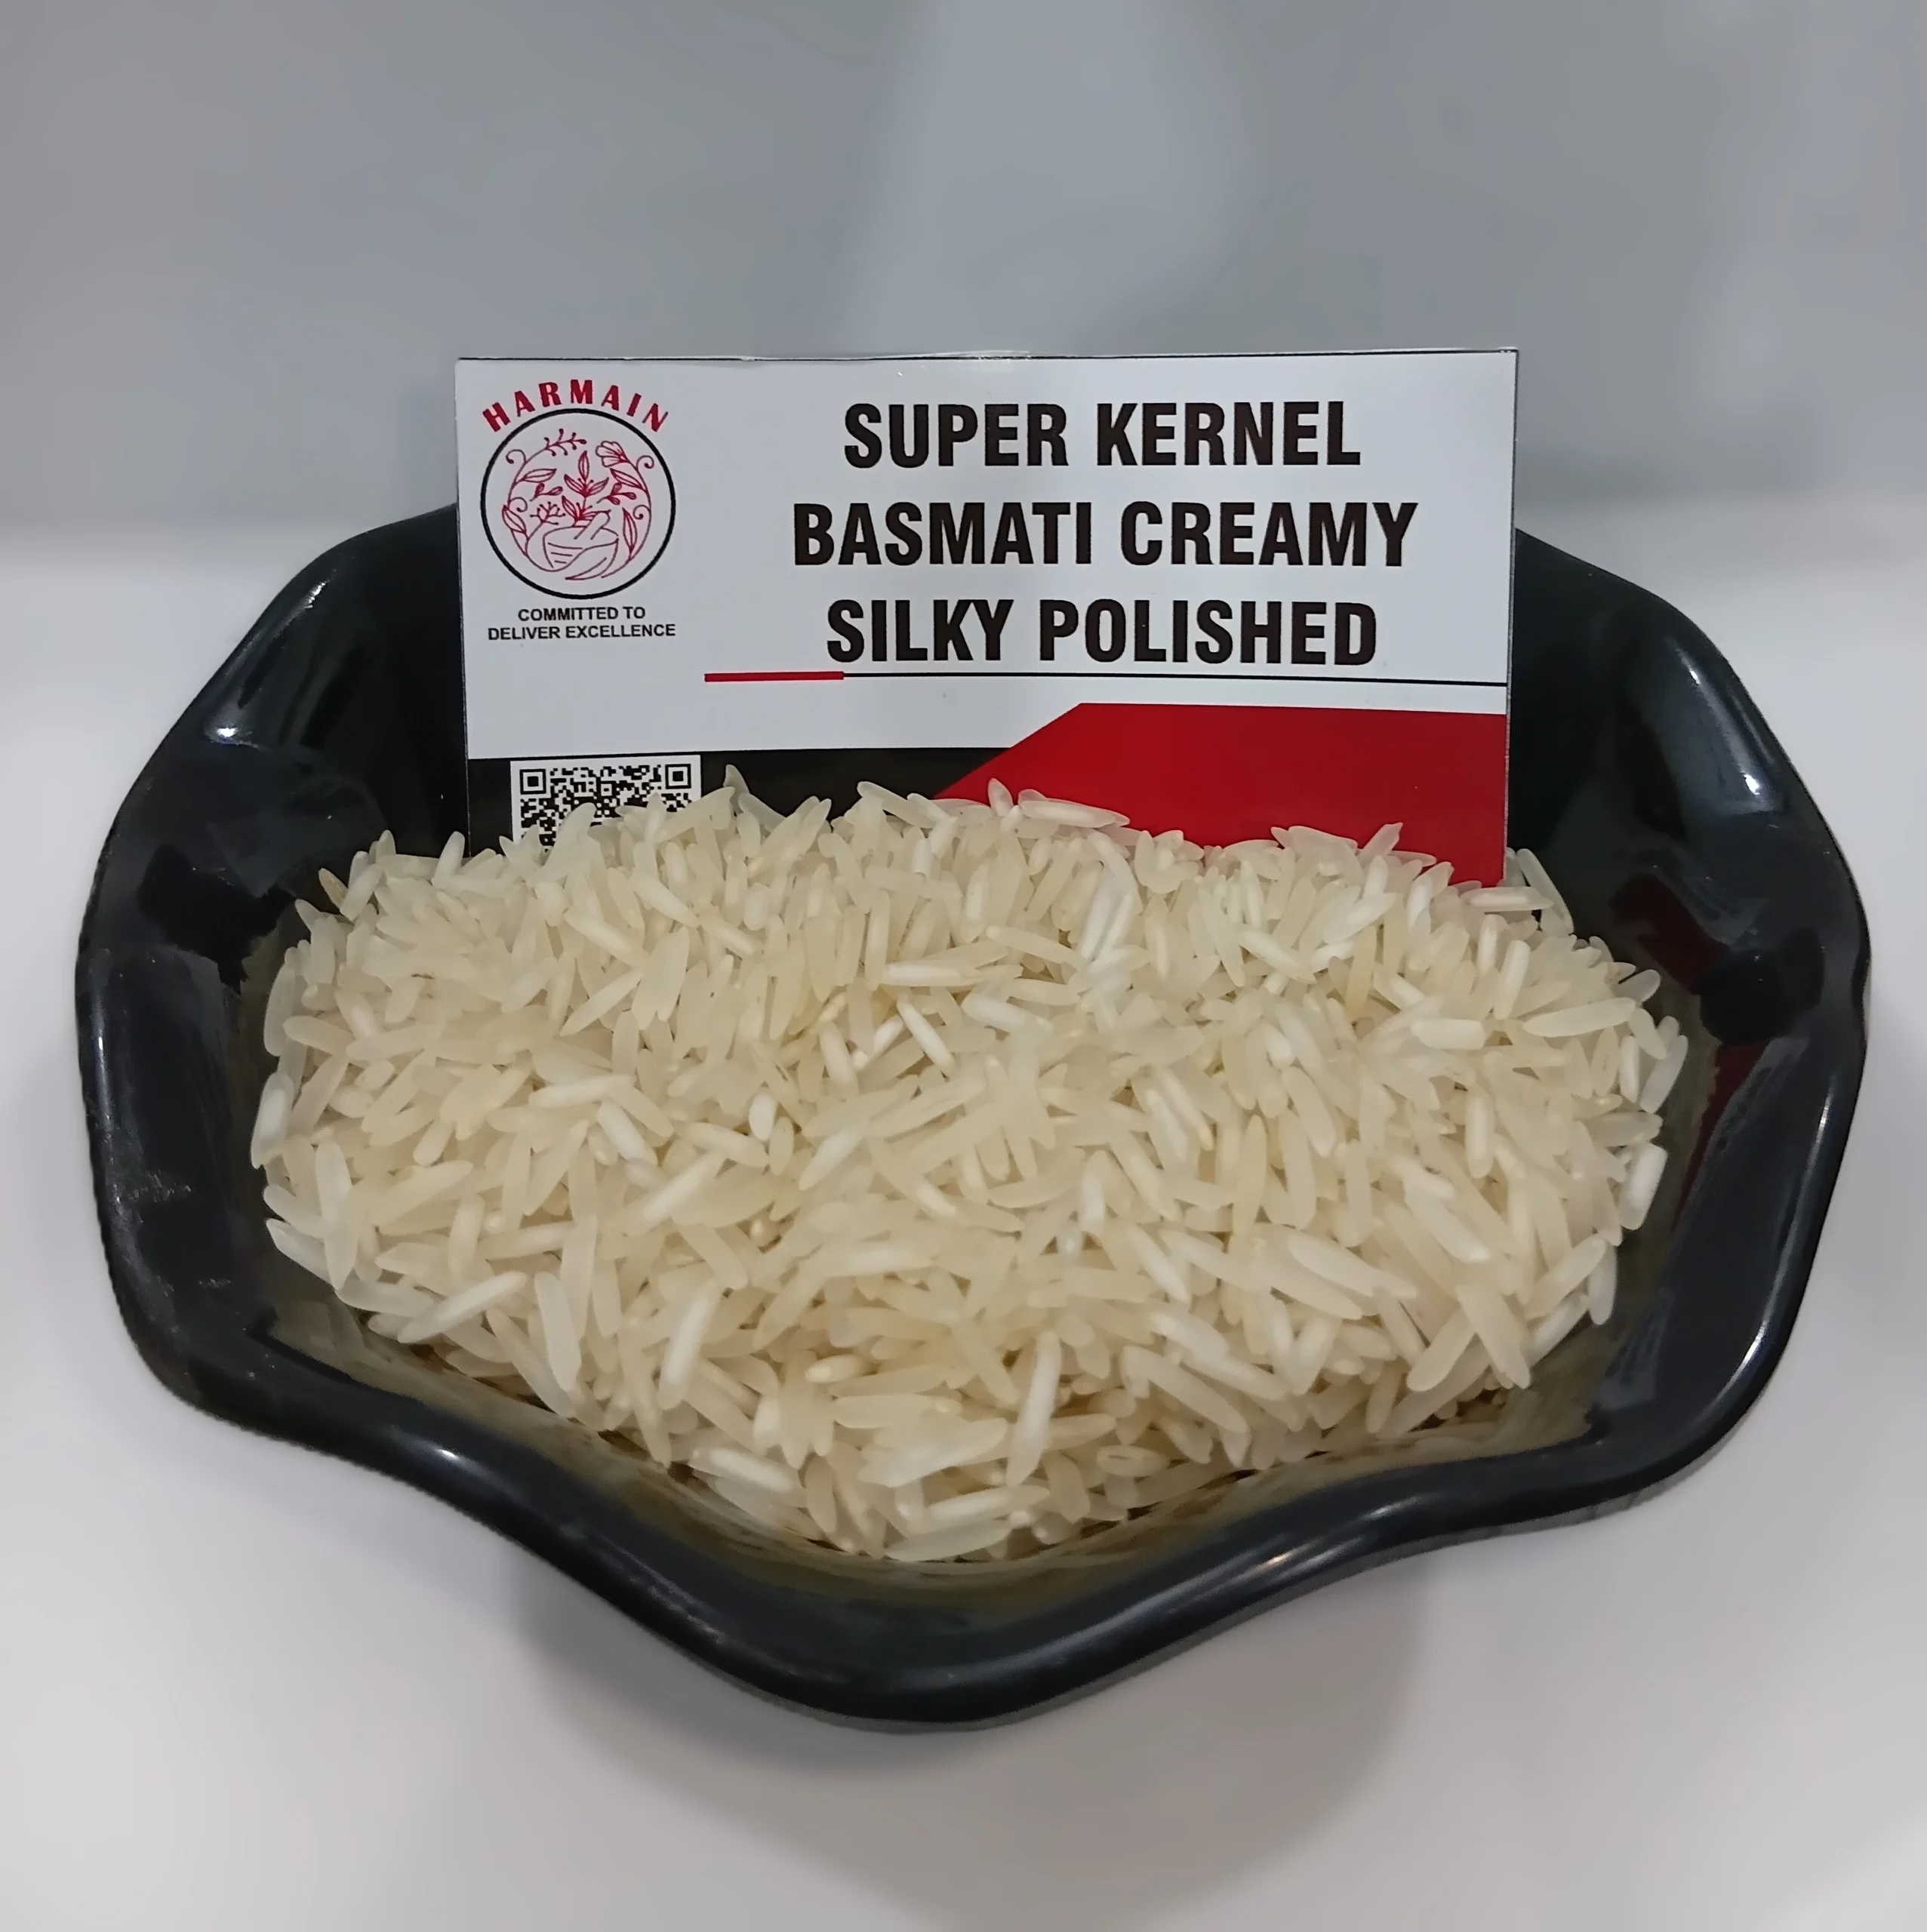 HARMAIN
COMMITTED TO
DELIVER EXCELLENCE
SUPER KERNEL
BASMATI CREAMY
SILKY POLISHED